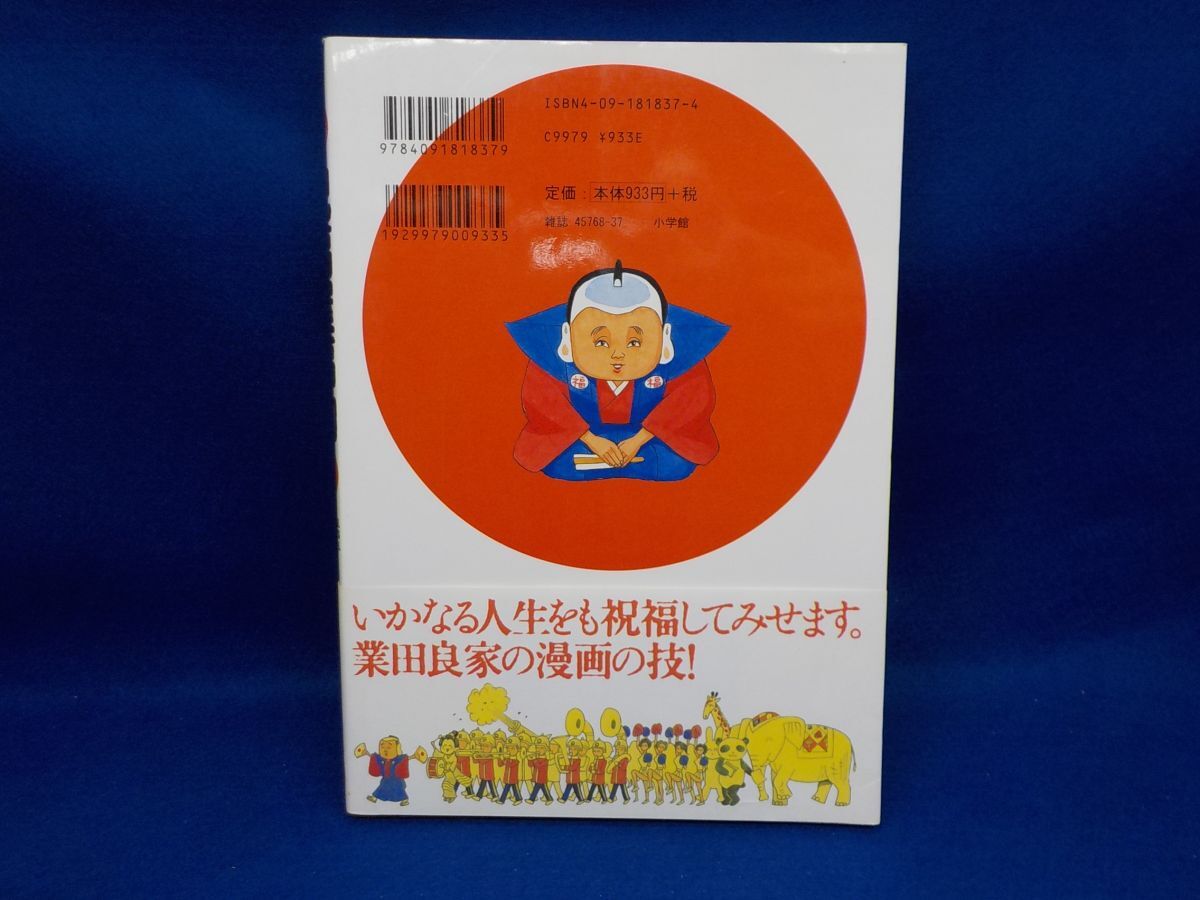 ISBN4-09-181837-4
9784091818379
C9979 ¥933E
定価:本体933円+税
1929979009335
雑誌 45768-37 小学館
福 福
いかなる人生をも祝福してみせます。
業田良家の漫画の技!